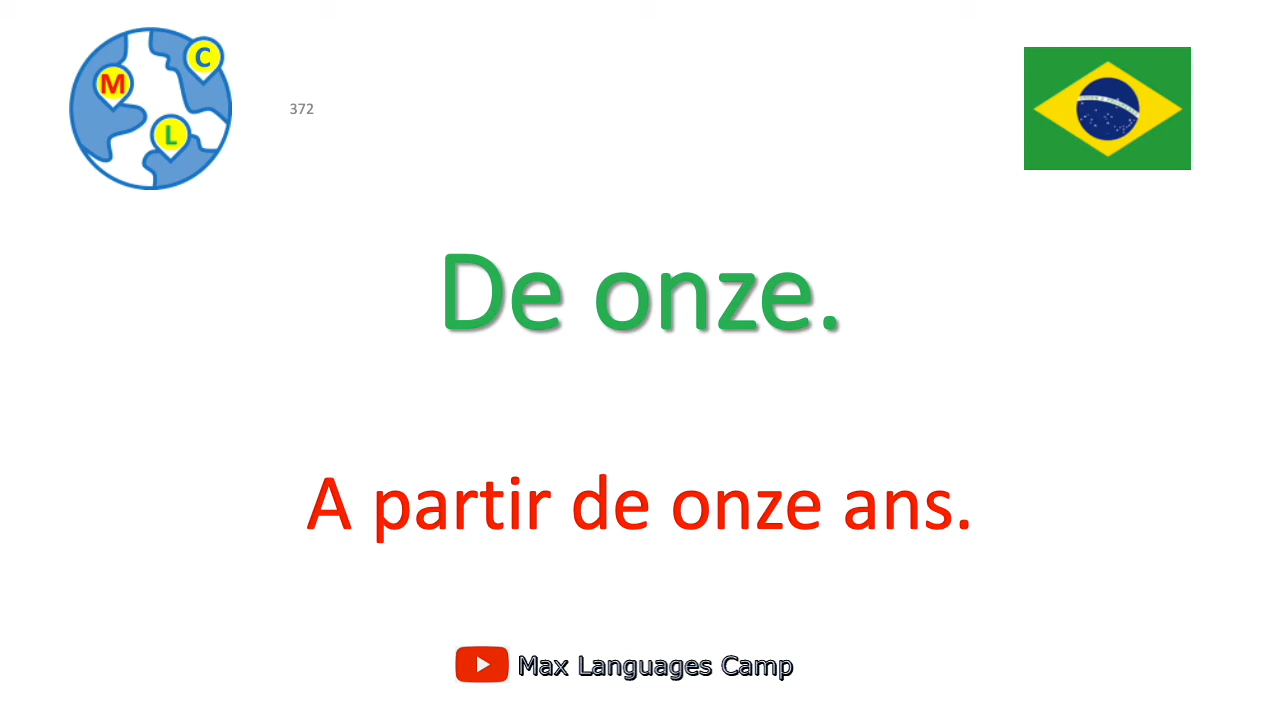 C
M
L
372
De onze.
A partir de onze ans.
Max Languages Camp